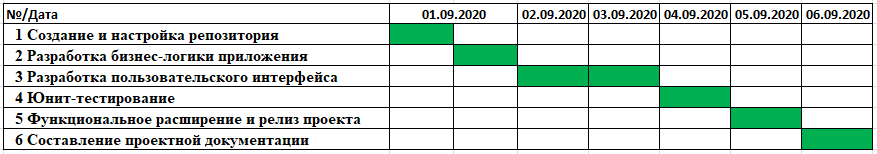 №/Дата 01.09.2020 02.09.2020 03.09.2020 04.09.2020 05.09.2020 06.09.2020
1 Создание и настройка репозитория
2 Разработка бизнес-логики приложения
3 Разработка пользовательского интерфейса
4 Юнит-тестирование
5 Функциональное расширение и релиз проекта
6 Составление проектной документации